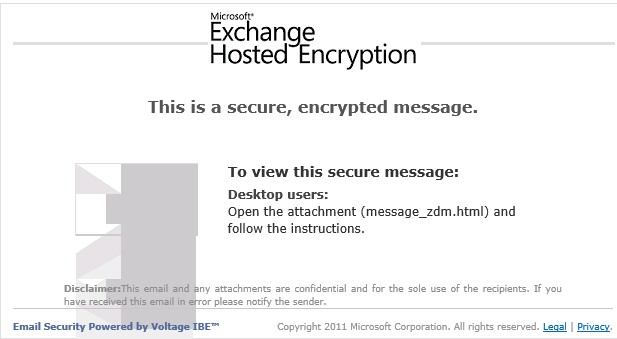 Microsoft®
Exchange
Hosted Encryption
This is a secure, encrypted message.
To view this secure message:
Desktop users:
Open the attachment (message_zdm.html) and
follow the instructions.
Disclaimer:This email and any attachments are confidential and for the sole use of the recipients. If you
have received this email in error please notify the sender.
Email Security Powered by Voltage IBE™ Copyright 2011 Microsoft Corporation. All rights reserved. Legal | Privacy.